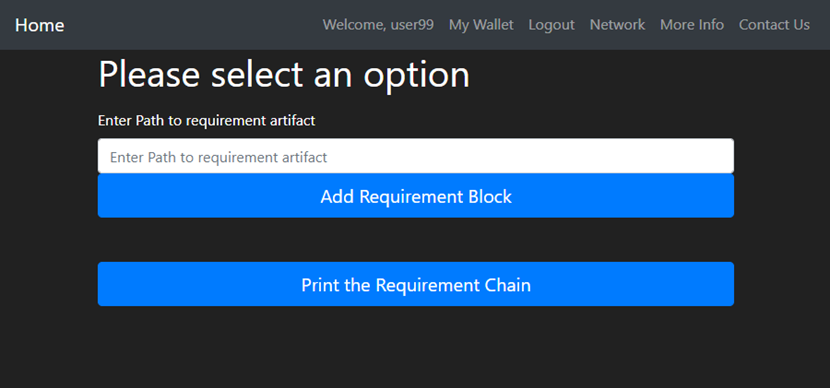 Home Welcome, user99 My Wallet Logout Network More Info Contact Us
Please select an option
Enter Path to requirement artifact
Enter Path to requirement artifact
Add Requirement Block
Print the Requirement Chain